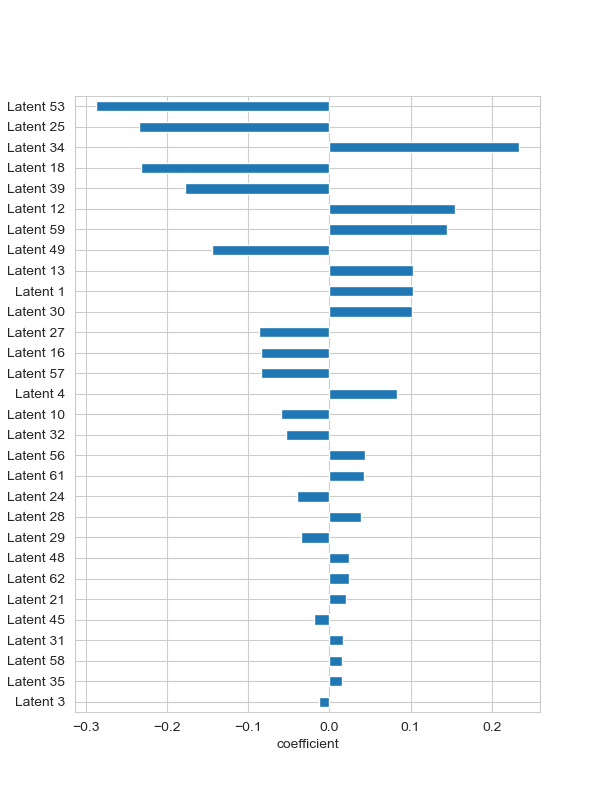 Latent 53
Latent 25
Latent 34
Latent 18
Latent 39
Latent 12
Latent 59
Latent 49
Latent 13
Latent 1
Latent 30
Latent 27
Latent 16
Latent 57
Latent 4
Latent 10
Latent 32
Latent 56
Latent 61
Latent 24
Latent 28
Latent 29
Latent 48
Latent 62
Latent 21
Latent 45
Latent 31
Latent 58
Latent 35
Latent 3
−0.3 −0.2 −0.1 0.0 0.1 0.2
coefficient